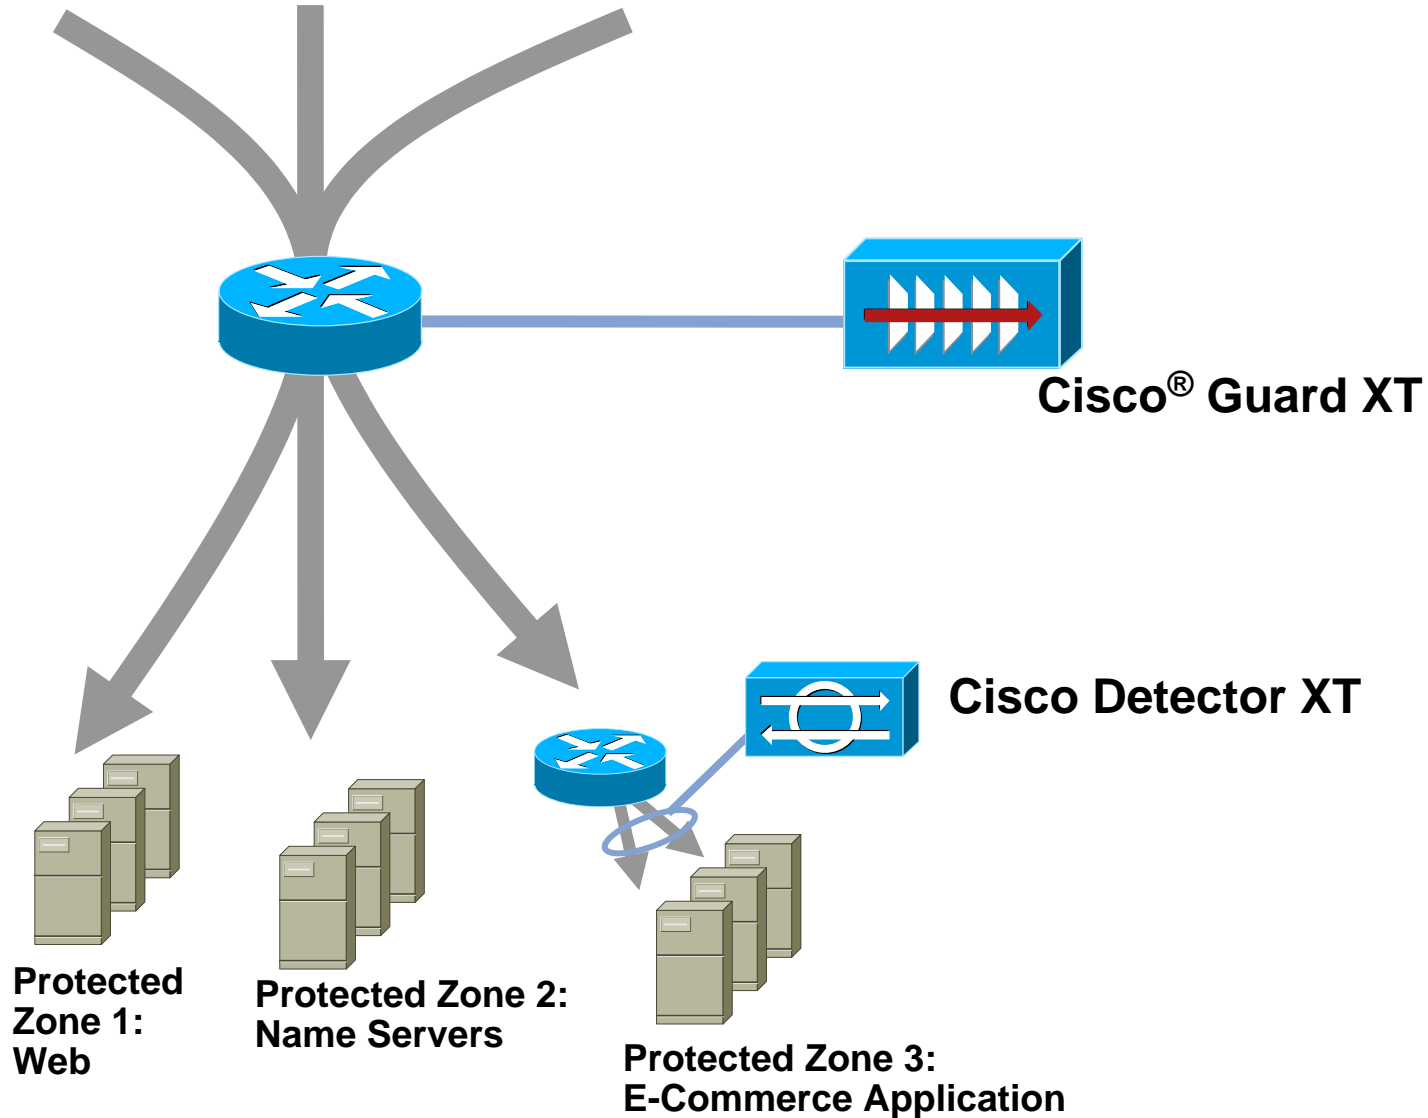 Cisco® Guard XT
Cisco Detector XT
Protected
Zone 1:
Web
Protected Zone 2:
Name Servers
Protected Zone 3:
E-Commerce Application